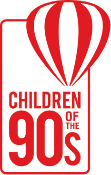 CHILDREN
OF THE
90s